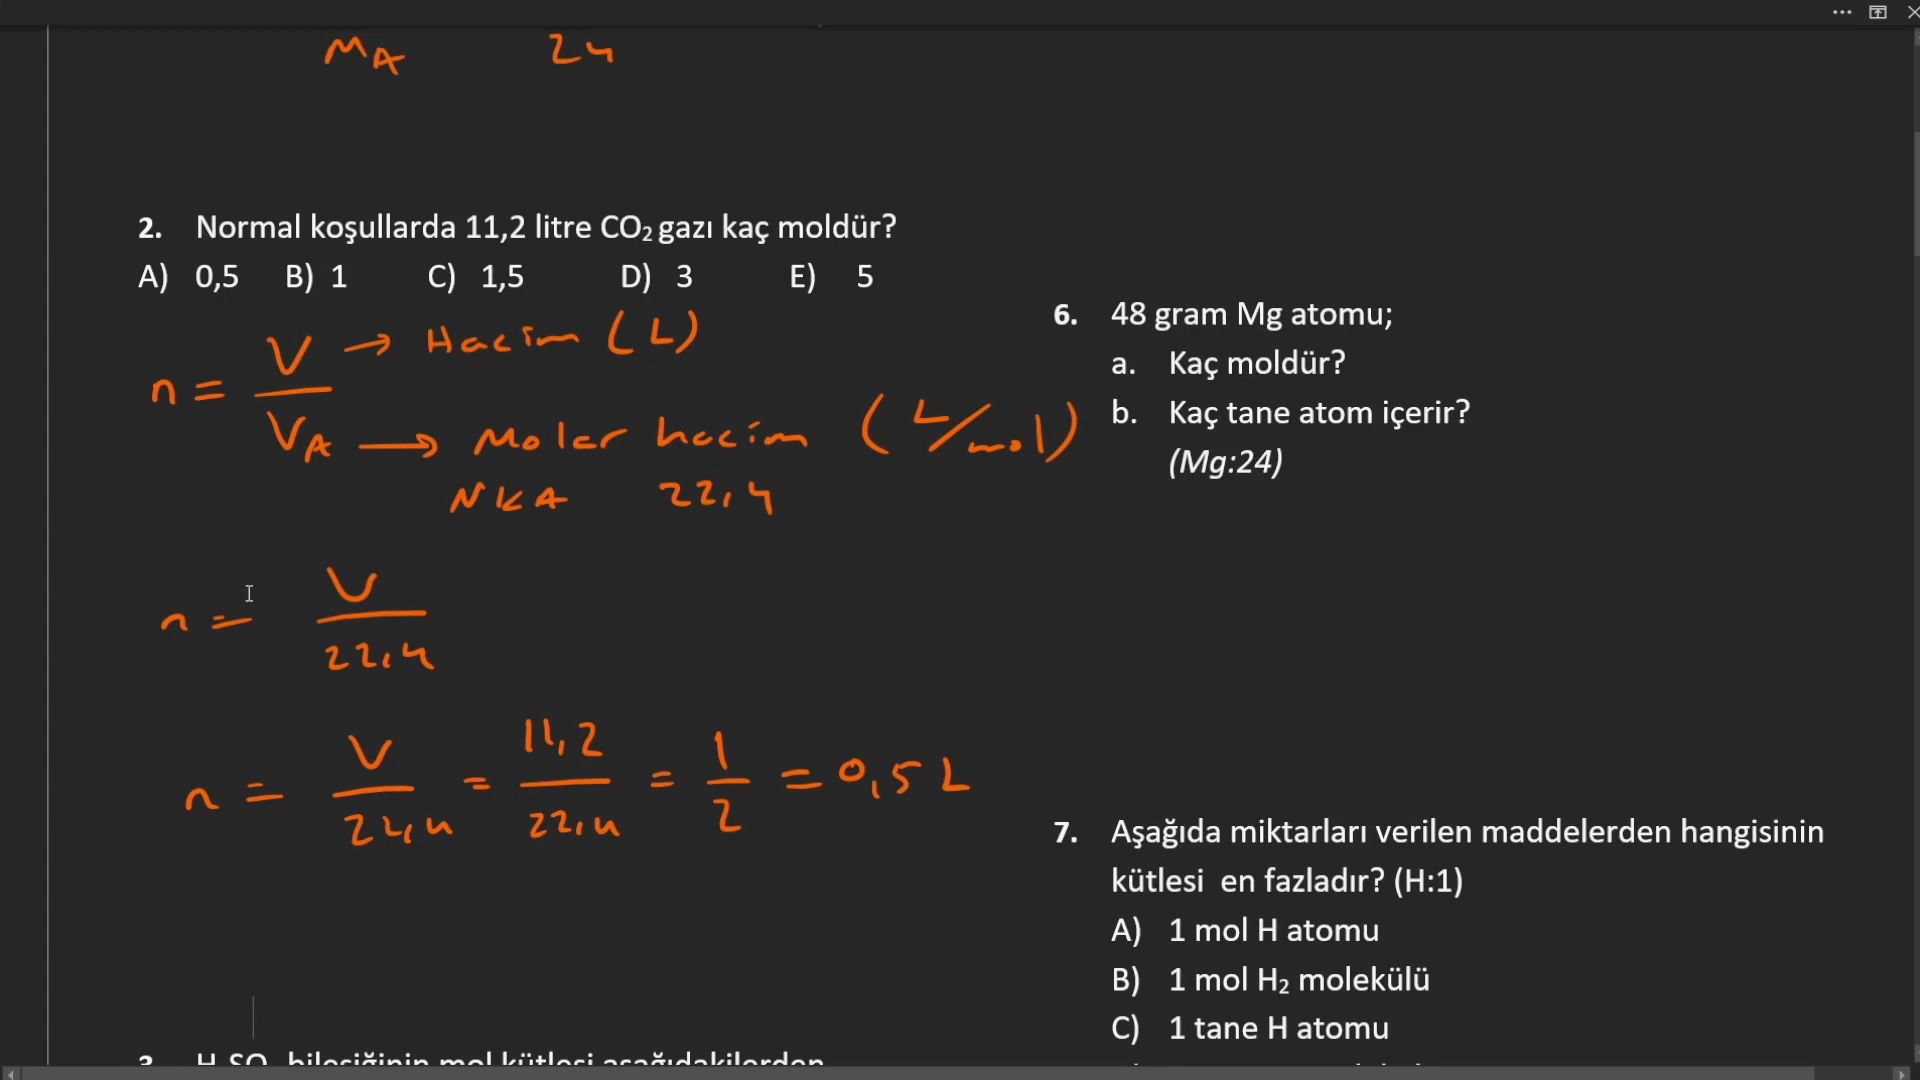 MA 24
2. Normal koşullarda 11,2 litre CO₂ gazı kaç moldür?
A) 0,5 B) 1 C) 1,5 D) 3 E) 5
n = V / VA
V → Hacim (L)
VA → Molar hacim (L/mol)
NKA 22,4
n = V / 22,4
n = V / 22,4 = 11,2 / 22,4 = 1 / 2 = 0,5 L
6. 48 gram Mg atomu;
a. Kaç moldür?
b. Kaç tane atom içerir?
(Mg:24)
7. Aşağıda miktarları verilen maddelerden hangisinin
kütlesi en fazladır? (H:1)
A) 1 mol H atomu
B) 1 mol H₂ molekülü
C) 1 tane H atomu